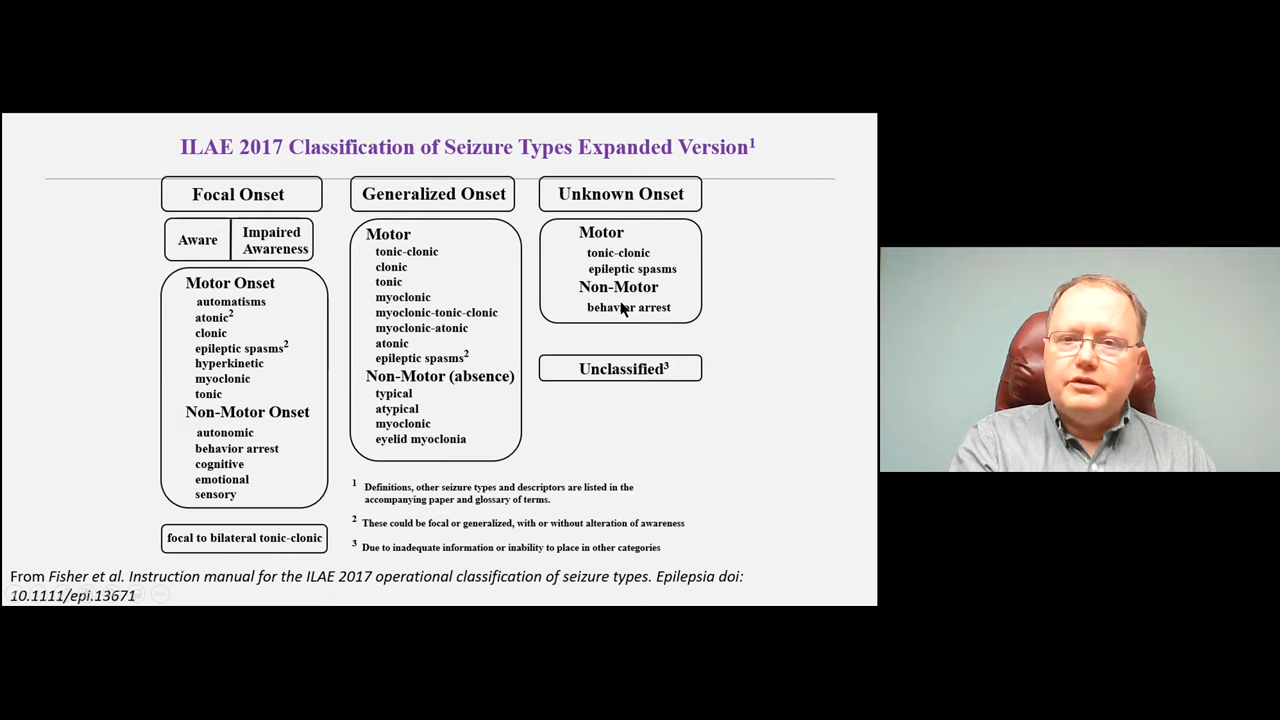 ILAE 2017 Classification of Seizure Types Expanded Version1
Focal Onset
Aware
Impaired
Awareness
Motor Onset
automatisms
atonic2
clonic
epileptic spasms2
hyperkinetic
myoclonic
tonic
Non-Motor Onset
autonomic
behavior arrest
cognitive
emotional
sensory
focal to bilateral tonic-clonic
Generalized Onset
Motor
tonic-clonic
clonic
tonic
myoclonic
myoclonic-tonic-clonic
myoclonic-atonic
atonic
epileptic spasms2
Non-Motor (absence)
typical
atypical
myoclonic
eyelid myoclonia
Unknown Onset
Motor
tonic-clonic
epileptic spasms
Non-Motor
behavior arrest
Unclassified3
1 Definitions, other seizure types and descriptors are listed in the
accompanying paper and glossary of terms.
2 These could be focal or generalized, with or without alteration of awareness
3 Due to inadequate information or inability to place in other categories
From Fisher et al. Instruction manual for the ILAE 2017 operational classification of seizure types. Epilepsia doi:
10.1111/epi.13671